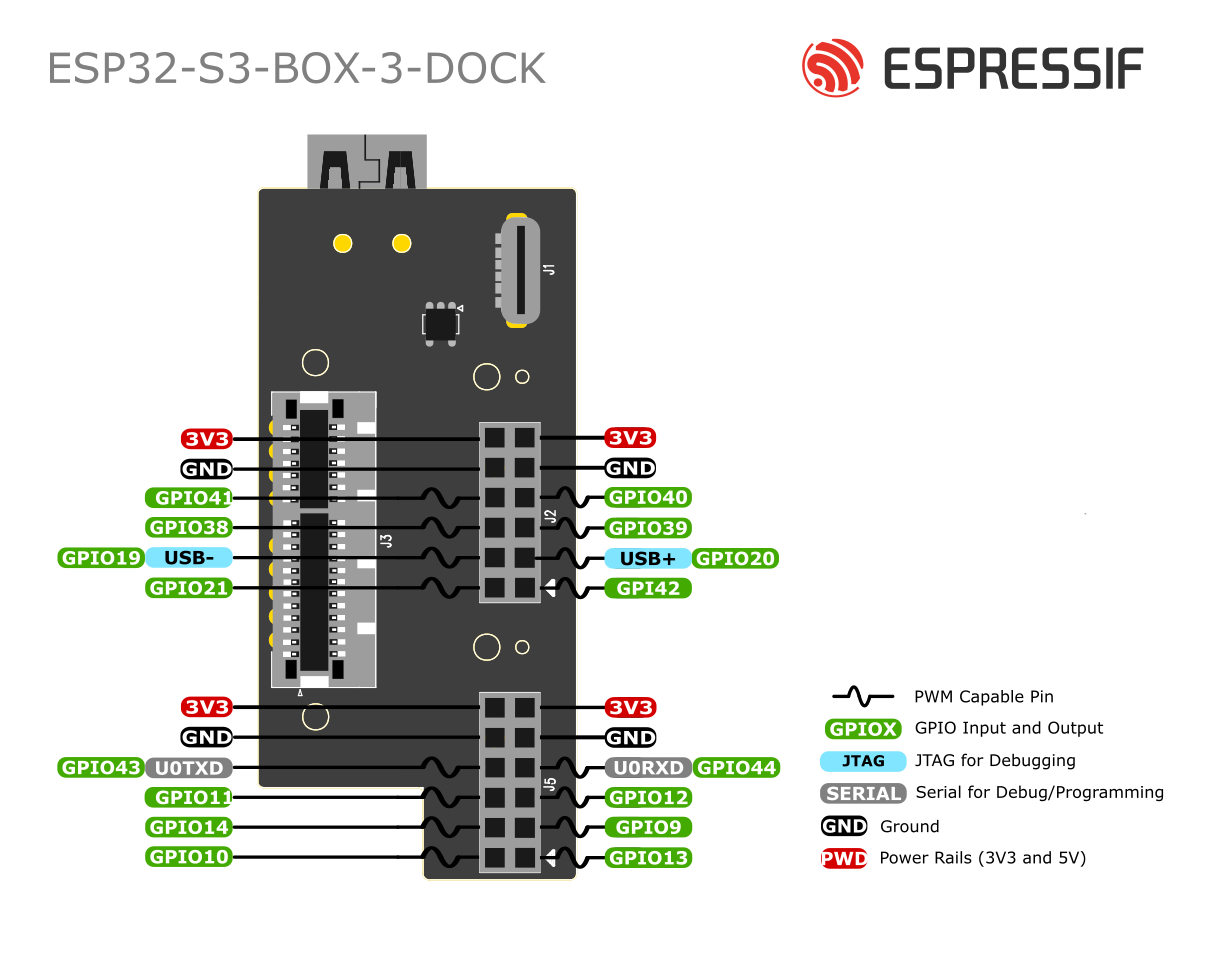 ESP32-S3-BOX-3-DOCK
ESPRESSIF
J1
3V3 3V3
GND GND
GPIO41 GPIO40
J2
GPIO38 GPIO39
J3
GPIO19 USB- USB+ GPIO20
GPIO21 GPI42
3V3 3V3
GND GND
GPIO43 U0TXD U0RXD GPIO44
J5
GPIO11 GPIO12
GPIO14 GPIO9
GPIO10 GPIO13
PWM Capable Pin
GPIOX GPIO Input and Output
JTAG JTAG for Debugging
SERIAL Serial for Debug/Programming
GND Ground
PWD Power Rails (3V3 and 5V)